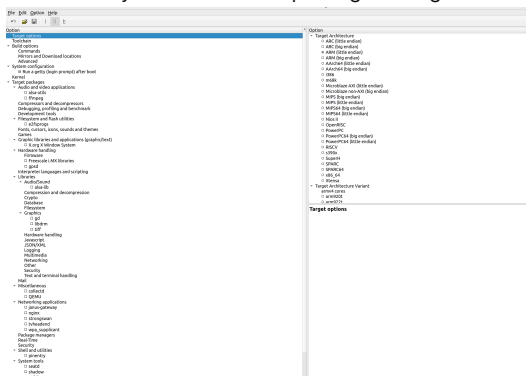 File Edit Option Help
Option
Target options
Toolchain
Build options
Commands
Mirrors and Download locations
Advanced
System configuration
Run a getty (login prompt) after boot
Kernel
Target packages
Audio and video applications
alsa-utils
ffmpeg
Compressors and decompressors
Debugging, profiling and benchmark
Development tools
Filesystem and flash utilities
e2fsprogs
Fonts, cursors, icons, sounds and themes
Games
Graphic libraries and applications (graphic/text)
X.org X Window System
Hardware handling
Firmware
Freescale i.MX libraries
gpsd
Interpreter languages and scripting
Libraries
Audio/Sound
alsa-lib
Compression and decompression
Crypto
Database
Filesystem
Graphics
gd
libdrm
tiff
Hardware handling
Javascript
JSON/XML
Logging
Multimedia
Networking
Other
Security
Text and terminal handling
Mail
Miscellaneous
collectd
QEMU
Networking applications
janus-gateway
nginx
strongswan
tvheadend
wpa_supplicant
Package managers
Real-Time
Security
Shell and utilities
pinentry
System tools
seatd
shadow
Option
Target Architecture
ARC (little endian)
ARC (big endian)
ARM (little endian)
ARM (big endian)
AArch64 (little endian)
AArch64 (big endian)
i386
m68k
Microblaze AXI (little endian)
Microblaze non-AXI (big endian)
MIPS (big endian)
MIPS (little endian)
MIPS64 (big endian)
MIPS64 (little endian)
Nios II
OpenRISC
PowerPC
PowerPC64 (big endian)
PowerPC64 (little endian)
RISCV
s390x
SuperH
SPARC
SPARC64
x86_64
Xtensa
Target Architecture Variant
armv4 cores
arm920t
arm922t
Target options